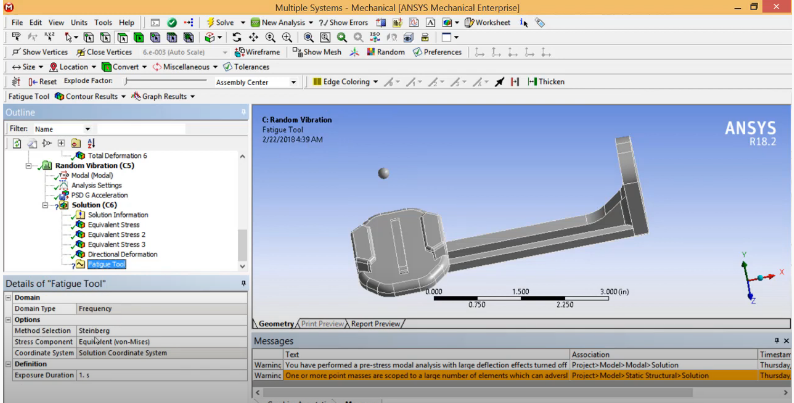 Multiple Systems - Mechanical [ANSYS Mechanical Enterprise]
File Edit View Units Tools Help Solve New Analysis ?/ Show Errors Worksheet
Show Vertices Close Vertices 6.e-003 (Auto Scale) Wireframe Show Mesh Random Preferences
Size Location Convert Miscellaneous Tolerances
Reset Explode Factor: Assembly Center Edge Coloring Thicken
Fatigue Tool Contour Results Graph Results
Outline
Filter: Name
Total Deformation 6
Random Vibration (C5)
Modal (Modal)
Analysis Settings
PSD G Acceleration
Solution (C6)
Solution Information
Equivalent Stress
Equivalent Stress 2
Equivalent Stress 3
Directional Deformation
Fatigue Tool
Details of "Fatigue Tool"
Domain
Domain Type Frequency
Options
Method Selection Steinberg
Stress Component Equivalent (von-Mises)
Coordinate System Solution Coordinate System
Definition
Exposure Duration 1. s
C: Random Vibration
Fatigue Tool
2/22/2018 4:39 AM
ANSYS
R18.2
Y
X
Z
0.000 1.500 3.000 (in)
0.750 2.250
Geometry Print Preview Report Preview
Messages
Text Association Timestam
Warninc You have performed a pre-stress modal analysis with large deflection effects turned off Project>Model>Modal>Solution Thursday,
Warninc One or more point masses are scoped to a large number of elements which can adversl Project>Model>Static Structural>Solution Thursday,